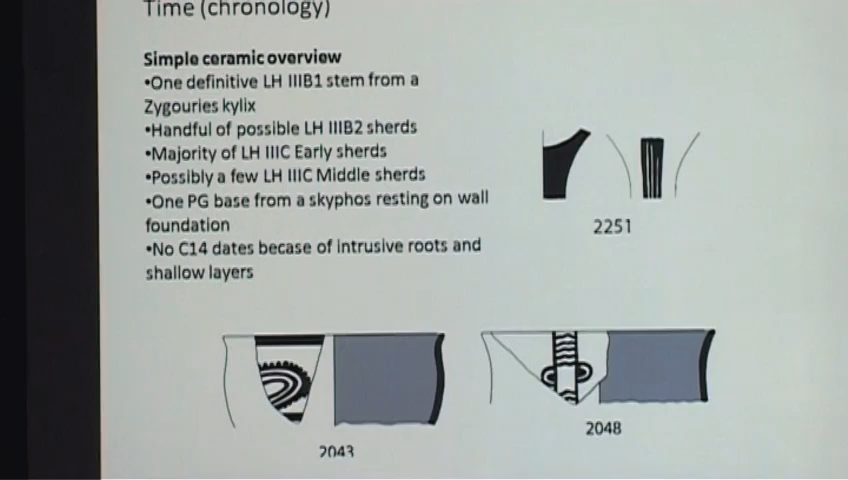 Time (chronology)
Simple ceramic overview
•One definitive LH IIIB1 stem from a
Zygouries kylix
•Handful of possible LH IIIB2 sherds
•Majority of LH IIIC Early sherds
•Possibly a few LH IIIC Middle sherds
•One PG base from a skyphos resting on wall
foundation
•No C14 dates becase of intrusive roots and
shallow layers
2251
2043
2048